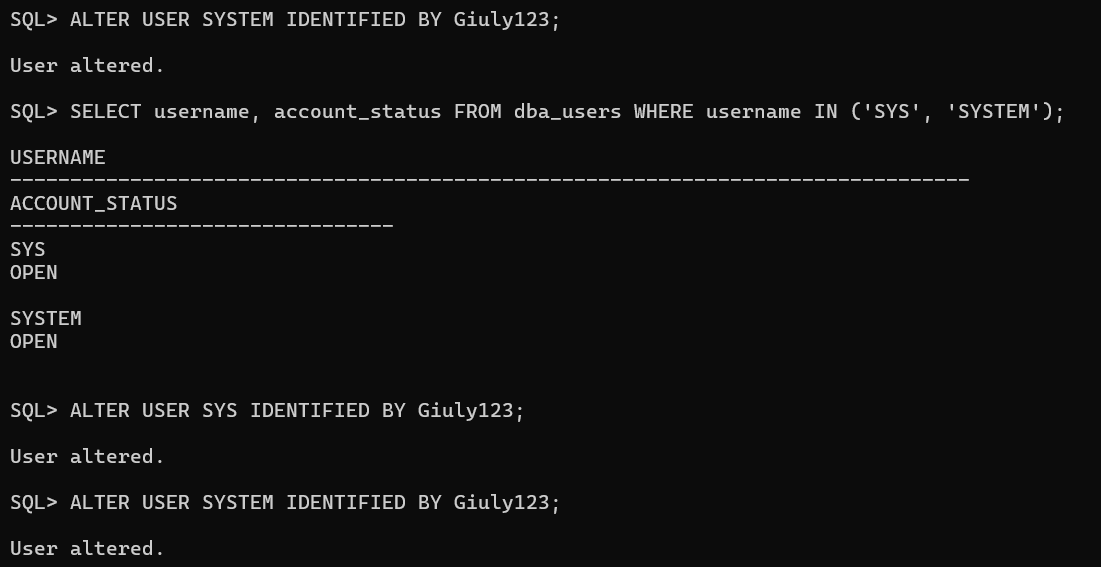 SQL> ALTER USER SYSTEM IDENTIFIED BY Giuly123;
User altered.
SQL> SELECT username, account_status FROM dba_users WHERE username IN ('SYS', 'SYSTEM');
USERNAME
--------------------------------------------------------------------------------
ACCOUNT_STATUS
--------------------------------
SYS
OPEN
SYSTEM
OPEN
SQL> ALTER USER SYS IDENTIFIED BY Giuly123;
User altered.
SQL> ALTER USER SYSTEM IDENTIFIED BY Giuly123;
User altered.